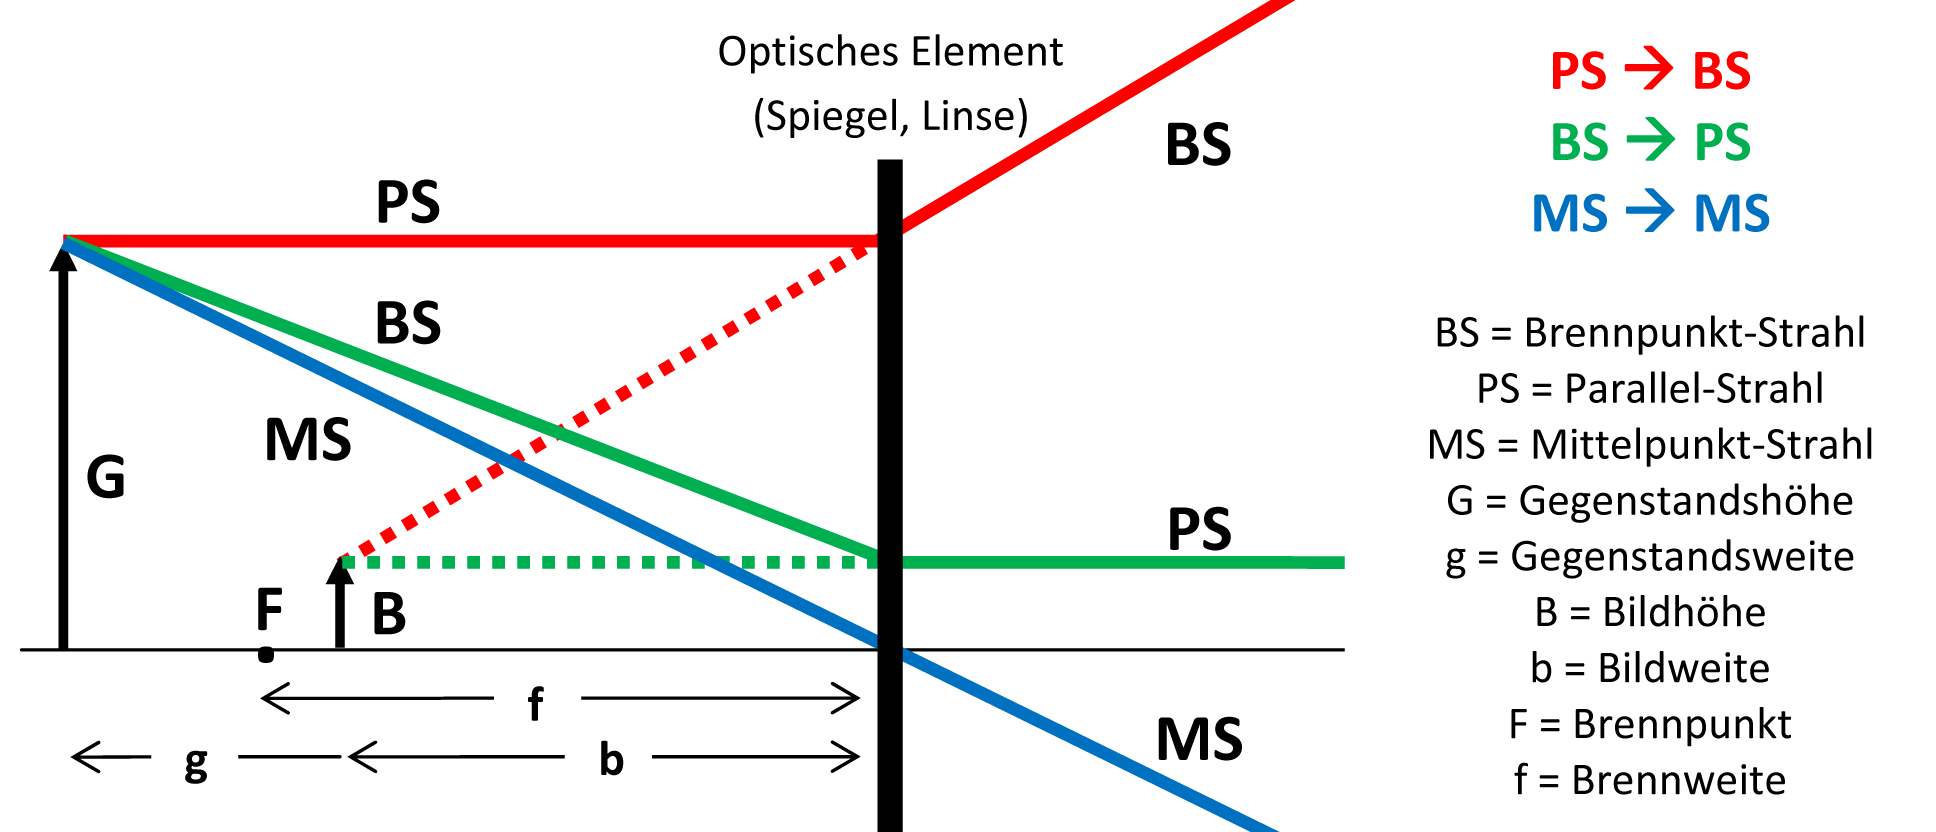 Optisches Element
(Spiegel, Linse)
PS
BS
BS
MS
G
F
B
PS
f
g
b
MS
PS → BS
BS → PS
MS → MS
BS = Brennpunkt-Strahl
PS = Parallel-Strahl
MS = Mittelpunkt-Strahl
G = Gegenstandshöhe
g = Gegenstandsweite
B = Bildhöhe
b = Bildweite
F = Brennpunkt
f = Brennweite